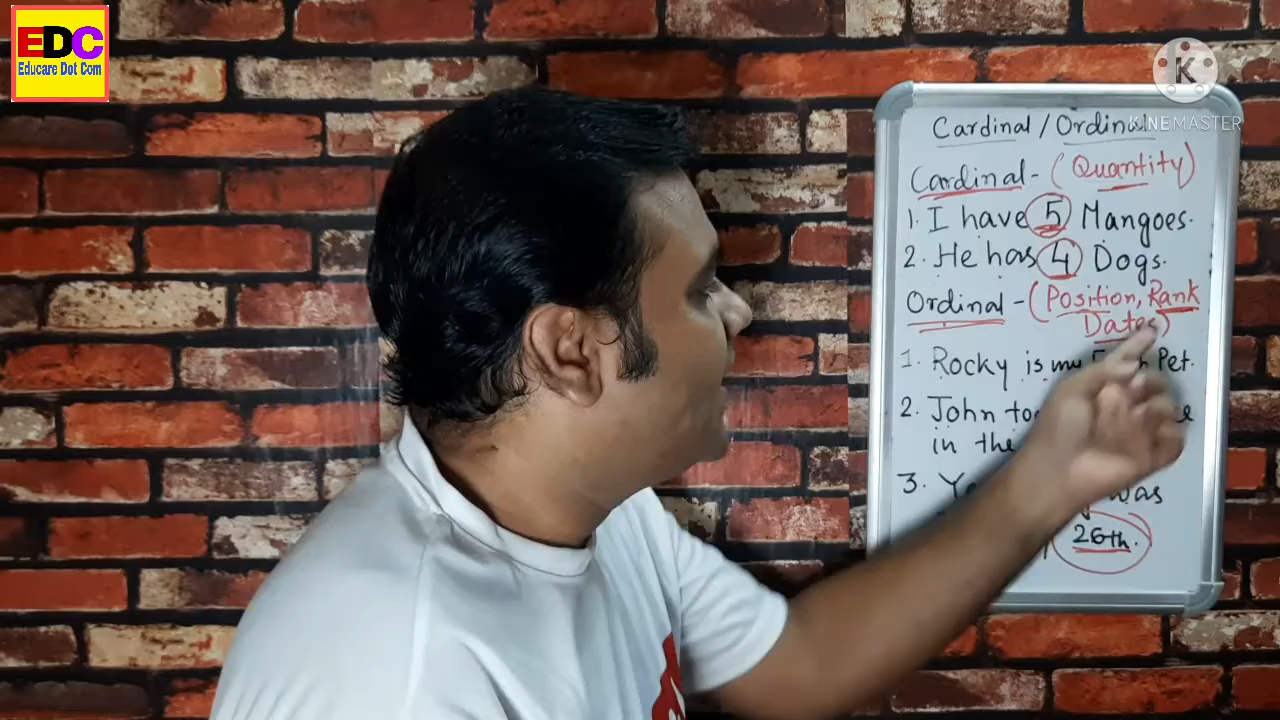 EDC
Educare Dot Com
KINEMASTER
Cardinal / Ordinal
Cardinal - (Quantity)
1. I have 5 Mangoes.
2. He has 4 Dogs.
Ordinal - (Position, Rank
Dates)
1. Rocky is my Pet.
2. John
in the
3. was
26th.